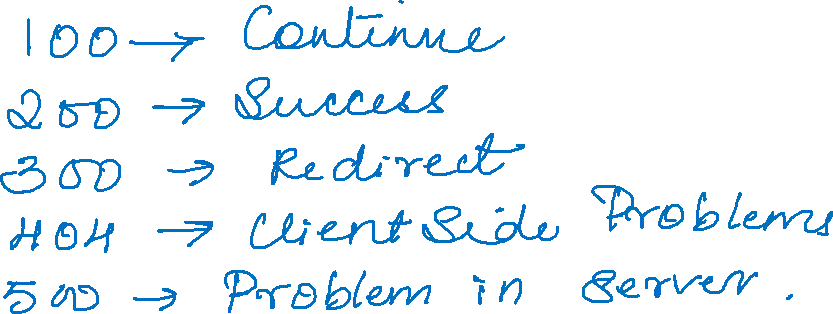 100 → Continue
200 → Success
300 → Redirect
404 → Client Side Problems
500 → Problem in server.